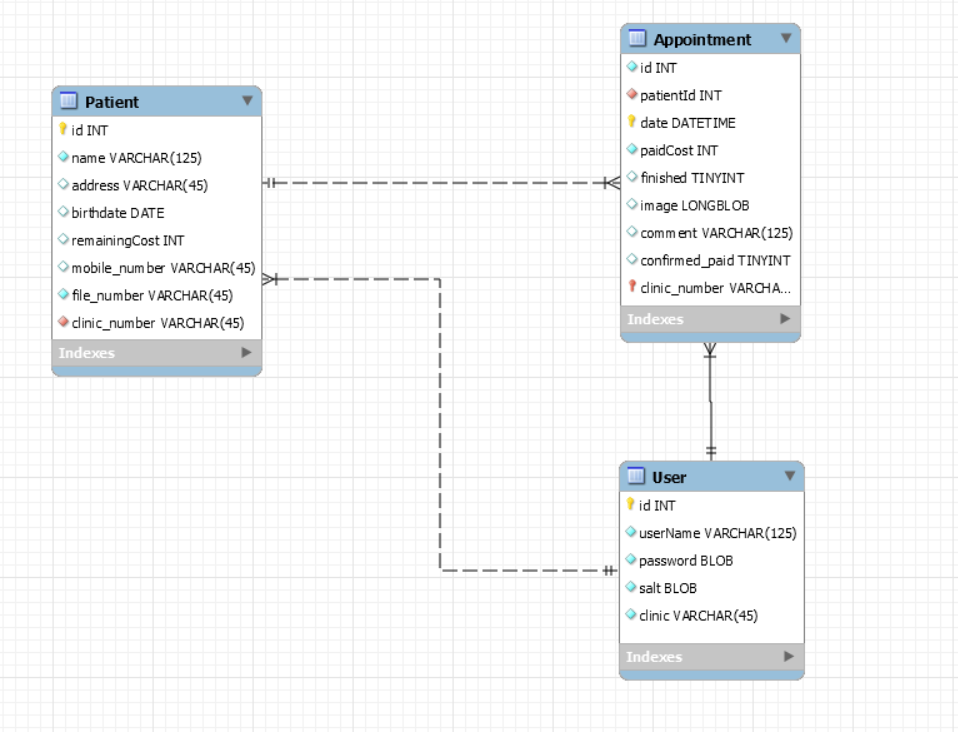 Patient
id INT
name VARCHAR(125)
address VARCHAR(45)
birthdate DATE
remainingCost INT
mobile_number VARCHAR(45)
file_number VARCHAR(45)
clinic_number VARCHAR(45)
Indexes
Appointment
id INT
patientId INT
date DATETIME
paidCost INT
finished TINYINT
image LONGBLOB
comment VARCHAR(125)
confirmed_paid TINYINT
clinic_number VARCHA...
Indexes
User
id INT
userName VARCHAR(125)
password BLOB
salt BLOB
clinic VARCHAR(45)
Indexes